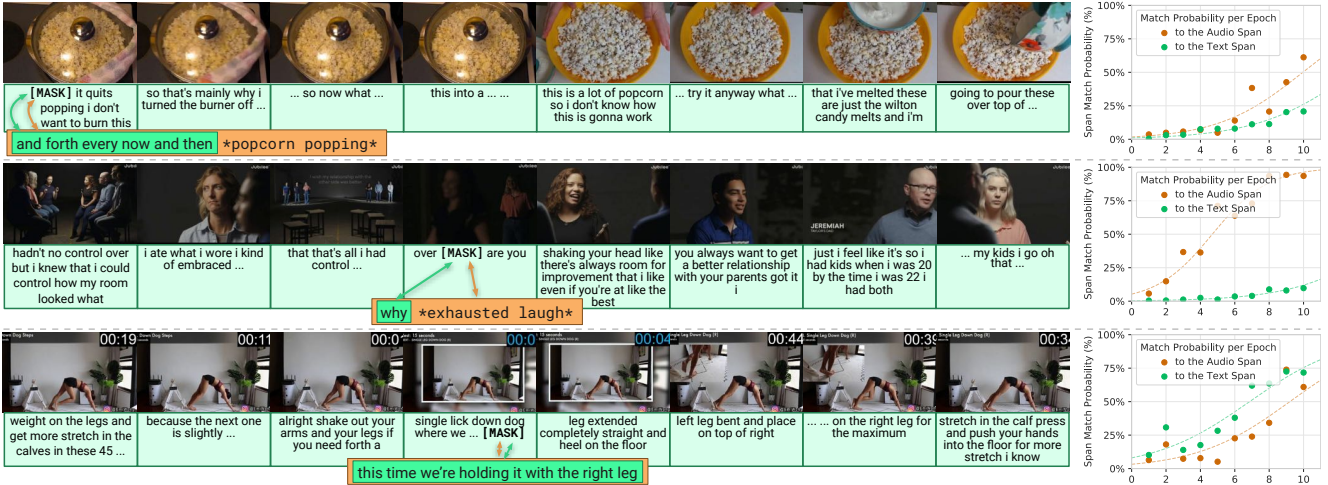 [MASK] it quits
popping i don't
want to burn this
so that's mainly why i
turned the burner off ...
... so now what ...
this into a ... ...
this is a lot of popcorn
so i don't know how
this is gonna work
... try it anyway what ...
that i've melted these
are just the wilton
candy melts and i'm
going to pour these
over top of ...
and forth every now and then *popcorn popping*
Span Match Probability (%)
100%
75%
50%
25%
0%
Match Probability per Epoch
to the Audio Span
to the Text Span
0 2 4 6 8 10
JEREMIAH
hadn't no control over
but i knew that i could
control how my room
looked what
i ate what i wore i kind
of embraced ...
that that's all i had
control ...
over [MASK] are you
shaking your head like
there's always room for
improvement that i like
even if you're at like the
best
you always want to get
a better relationship
with your parents got it
i
just i feel like it's so i
had kids when i was 20
by the time i was 22 i
had both
... my kids i go oh
that ...
why *exhausted laugh*
Span Match Probability (%)
100%
75%
50%
25%
0%
Match Probability per Epoch
to the Audio Span
to the Text Span
0 2 4 6 8 10
00:19
00:11
00:0
00:0
00:04
00:44
00:39
00:34
weight on the legs and
get more stretch in the
calves in these 45 ...
because the next one
is slightly ...
alright shake out your
arms and your legs if
you need forth a
single lick down dog
where we ... [MASK]
leg extended
completely straight and
heel on the floor
left leg bent and place
on top of right
... ... on the right leg for
the maximum
stretch in the calf press
and push your hands
into the floor for more
stretch i know
this time we're holding it with the right leg
Span Match Probability (%)
100%
75%
50%
25%
0%
Match Probability per Epoch
to the Audio Span
to the Text Span
0 2 4 6 8 10